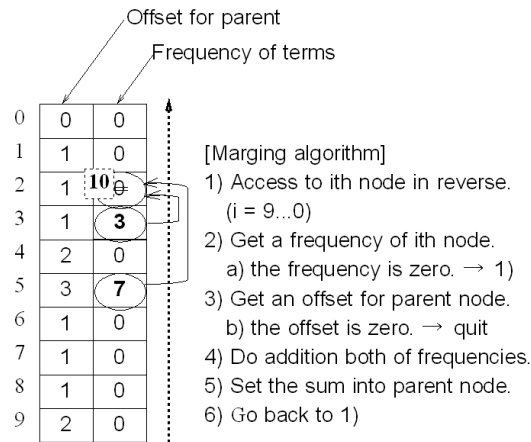 Offset for parent
Frequency of terms
0 0 0
1 1 0
2 1 10 0
3 1 3
4 2 0
5 3 7
6 1 0
7 1 0
8 1 0
9 2 0
[Marging algorithm]
1) Access to ith node in reverse.
(i = 9...0)
2) Get a frequency of ith node.
a) the frequency is zero. → 1)
3) Get an offset for parent node.
b) the offset is zero. → quit
4) Do addition both of frequencies.
5) Set the sum into parent node.
6) Go back to 1)